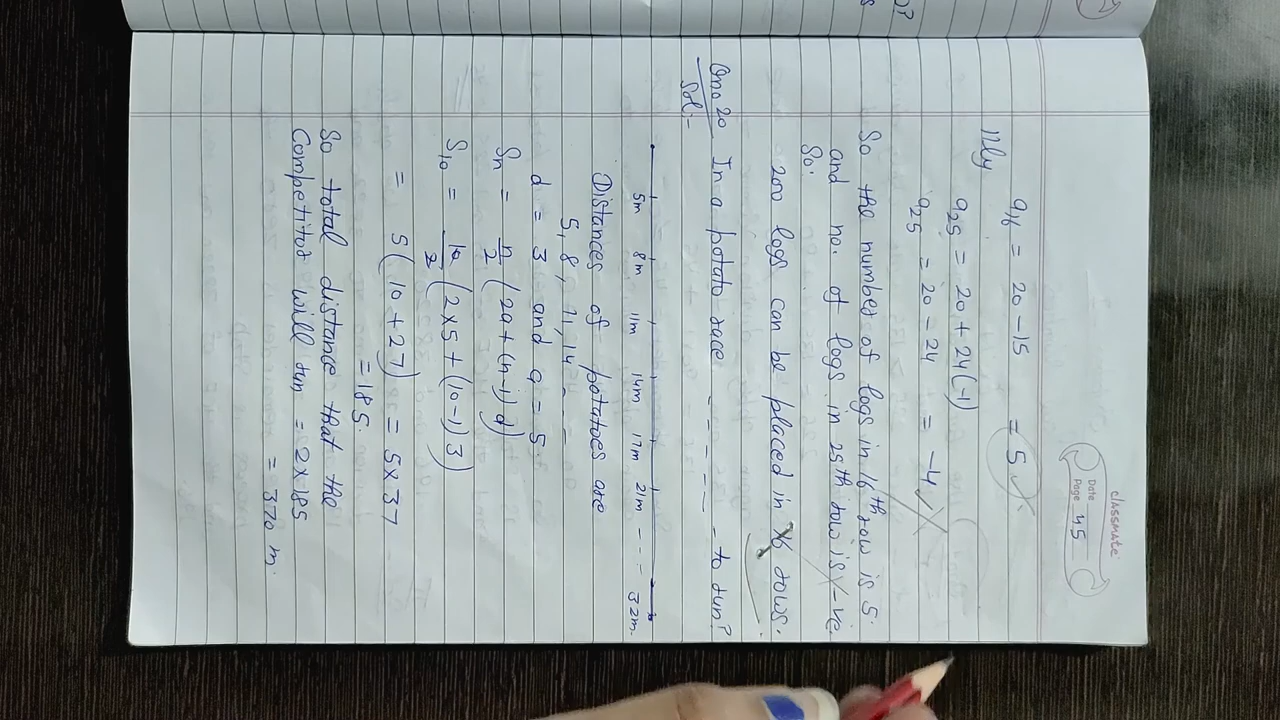 classmate
Date
Page 45
a16 = 20 - 15 = 5
llly
a25 = 20 + 24(-1)
a25 = 20 - 24 = -4
So the number of logs in 16th row is 5
and no. of logs in 25th row is -ve.
So.
200 logs can be placed in 16 rows.
Qno 20 In a potato race ----- to run?
Sol:-
5m 8m 11m 14m 17m 21m --- 32m.
Distances of potatoes are
5, 8, 11, 14 ---
d = 3 and a = 5
Sn = n/2 (2a + (n-1) d)
S10 = 10/2 (2×5 + (10-1) 3)
= 5(10 + 27) = 5 × 37
= 185.
So total distance that the
Competitor will run = 2×185
= 370 m.